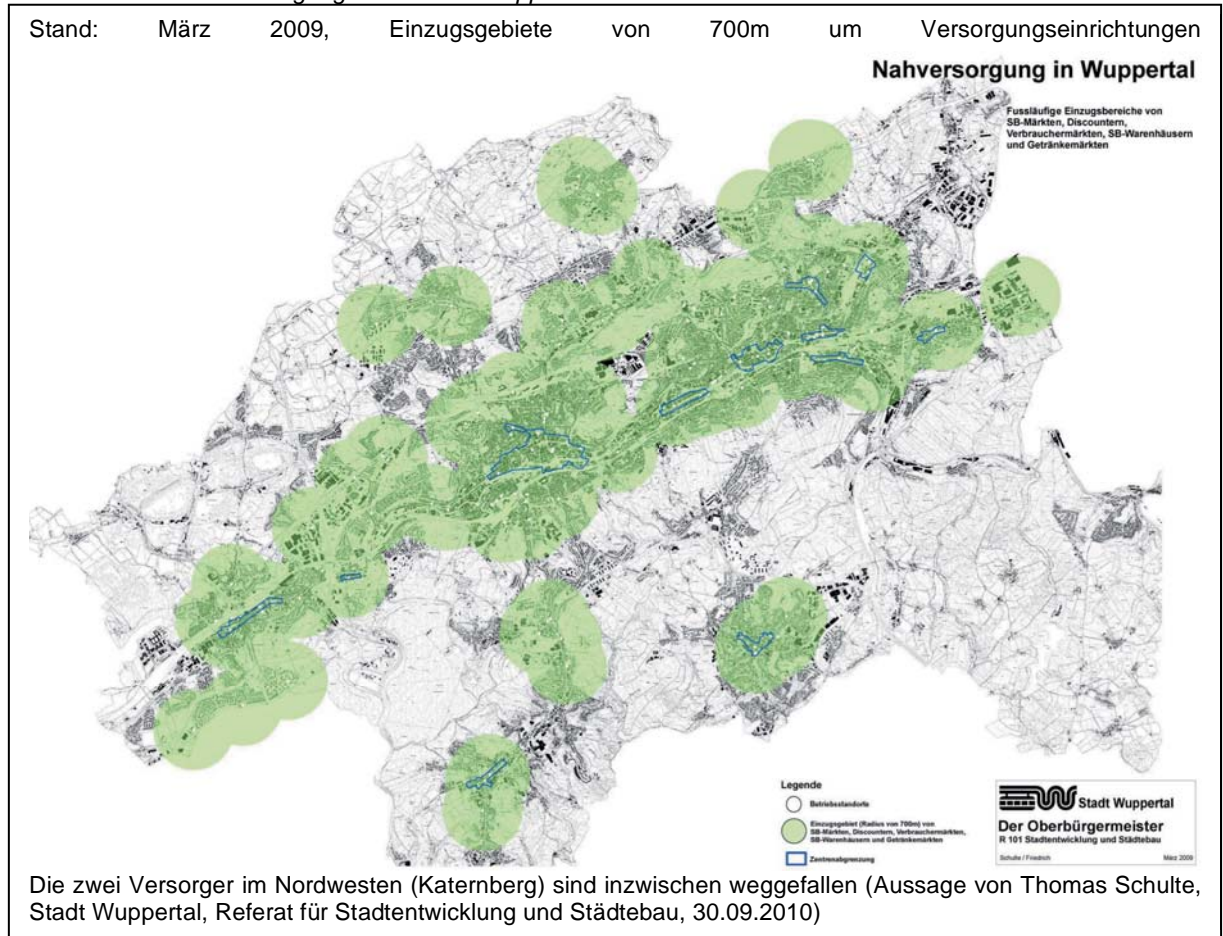 Stand: März 2009, Einzugsgebiete von 700m um Versorgungseinrichtungen
Nahversorgung in Wuppertal
Fussläufige Einzugsbereiche von
SB-Märkten, Discountern,
Verbrauchermärkten, SB-Warenhäusern
und Getränkemärkten
Legende
Betriebsstandorte
Einzugsgebiet (Radius von 700m) von
SB-Märkten, Discountern, Verbrauchermärkten,
SB-Warenhäusern und Getränkemärkten
Zentrenabgrenzung
Stadt Wuppertal
Der Oberbürgermeister
R 101 Stadtentwicklung und Städtebau
Schulte / Friedrich März 2009
Die zwei Versorger im Nordwesten (Katernberg) sind inzwischen weggefallen (Aussage von Thomas Schulte,
Stadt Wuppertal, Referat für Stadtentwicklung und Städtebau, 30.09.2010)